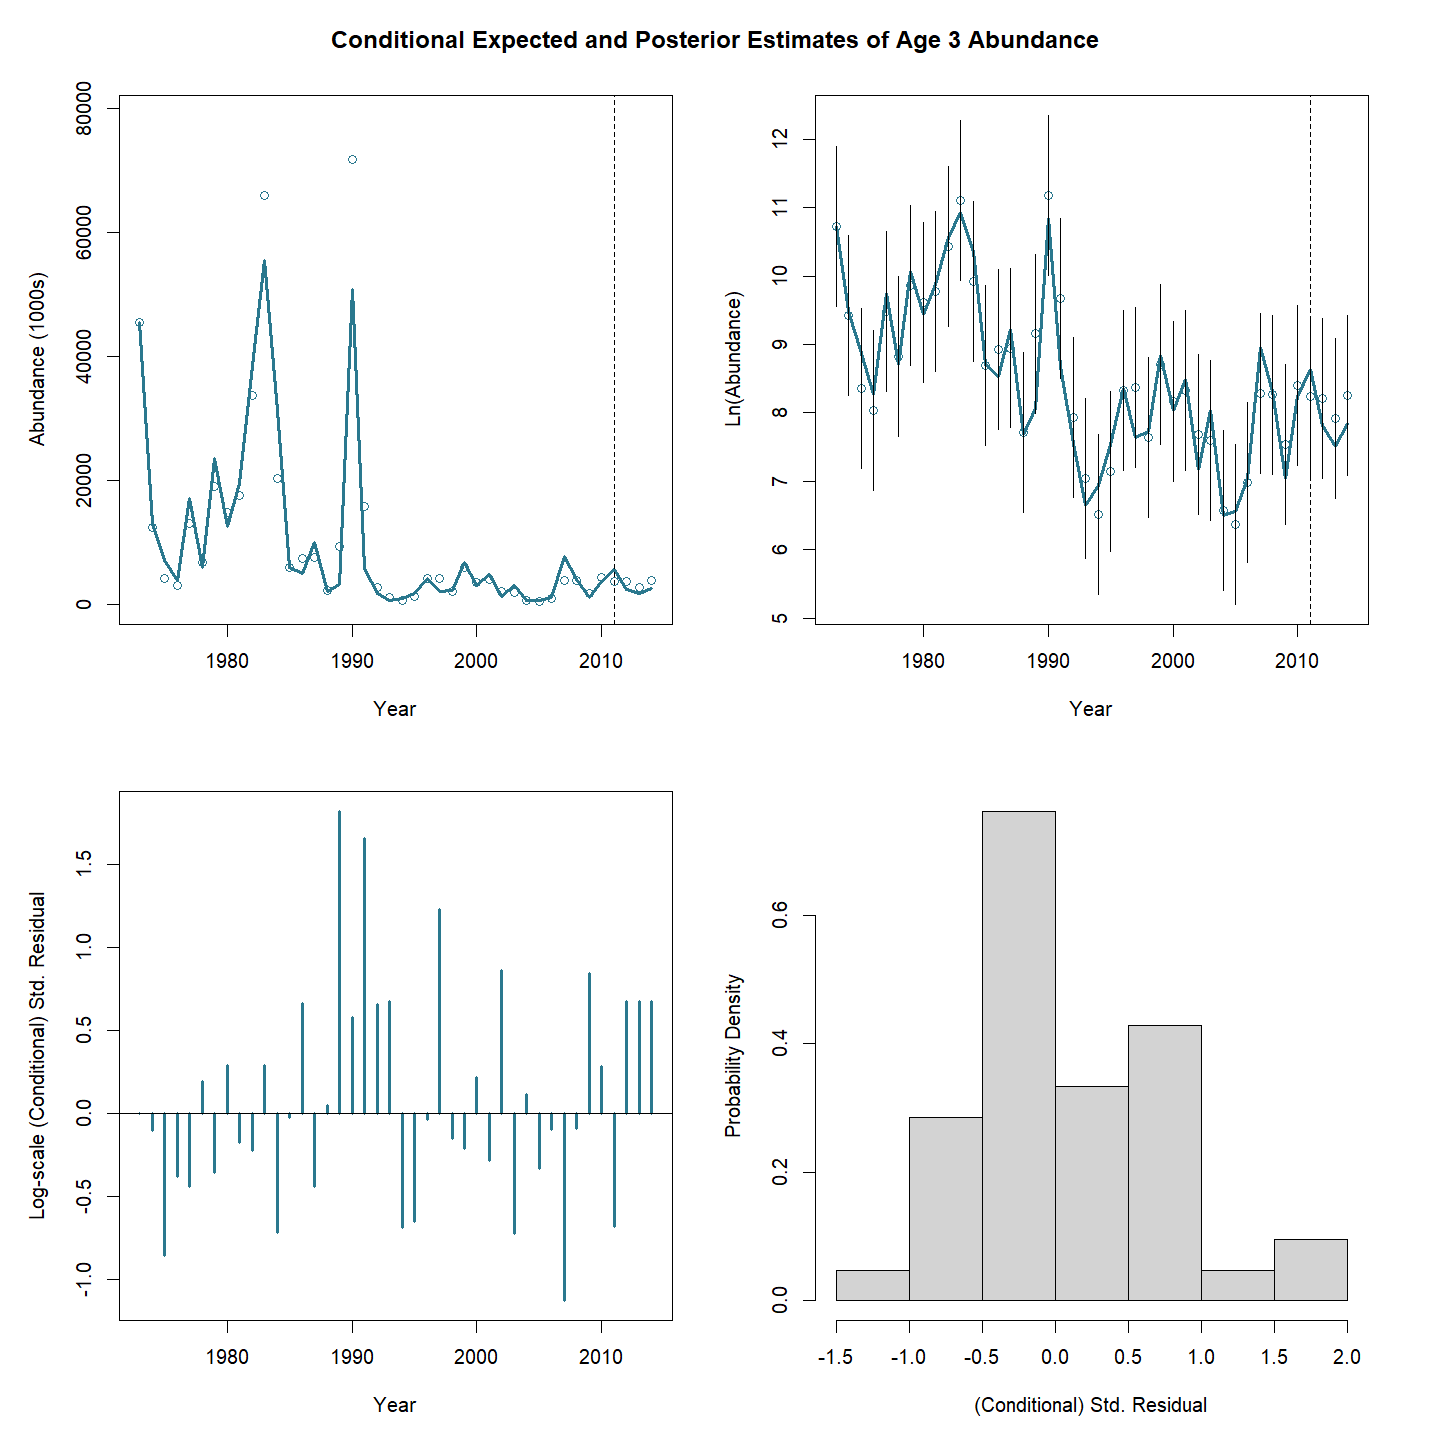 Conditional Expected and Posterior Estimates of Age 3 Abundance
Abundance (1000s)
80000
60000
40000
20000
0
1980 1990 2000 2010
Year
Ln(Abundance)
12
11
10
9
8
7
6
5
1980 1990 2000 2010
Year
Log-scale (Conditional) Std. Residual
1.5
1.0
0.5
0.0
-0.5
-1.0
1980 1990 2000 2010
Year
Probability Density
0.6
0.4
0.2
0.0
-1.5 -1.0 -0.5 0.0 0.5 1.0 1.5 2.0
(Conditional) Std. Residual